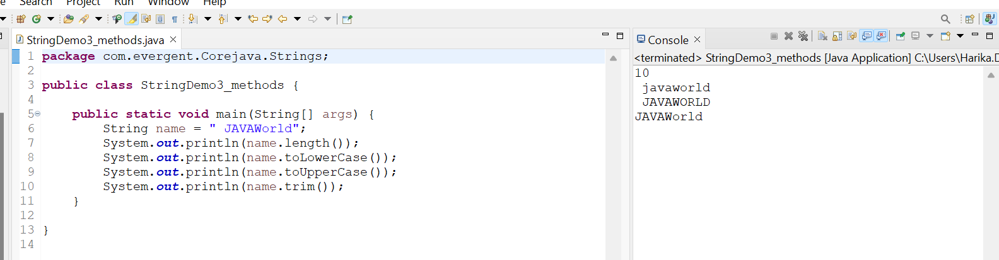 Search Project Run Window Help
StringDemo3_methods.java
1 package com.evergent.Corejava.Strings;
2
3 public class StringDemo3_methods {
4
5 public static void main(String[] args) {
6 String name = " JAVAWorld";
7 System.out.println(name.length());
8 System.out.println(name.toLowerCase());
9 System.out.println(name.toUpperCase());
10 System.out.println(name.trim());
11 }
12
13 }
14
Console
<terminated> StringDemo3_methods [Java Application] C:\Users\Harika.D
10
 javaworld
 JAVAWORLD
JAVAWorld